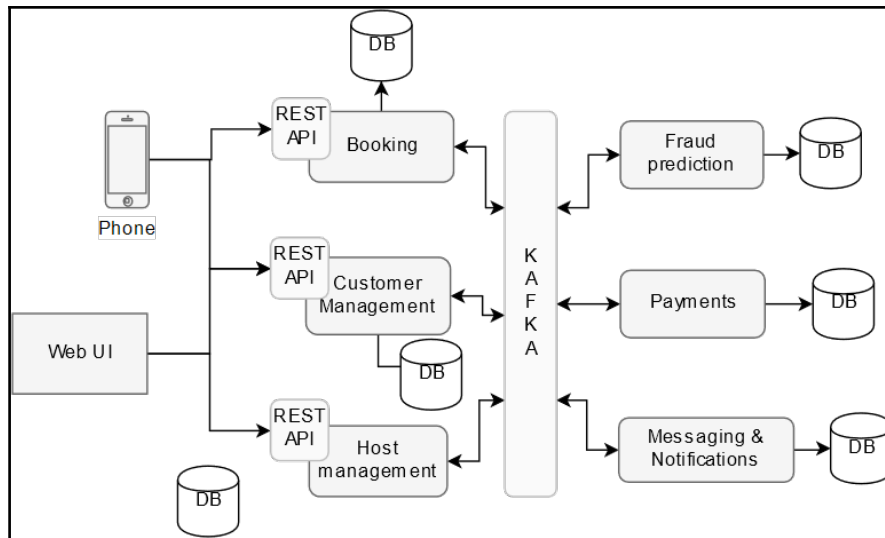 DB
REST
API
Booking
Fraud
prediction
DB
Phone
REST
API
Customer
Management
DB
K
A
F
K
A
Payments
DB
Web UI
REST
API
Host
management
Messaging &
Notifications
DB
DB